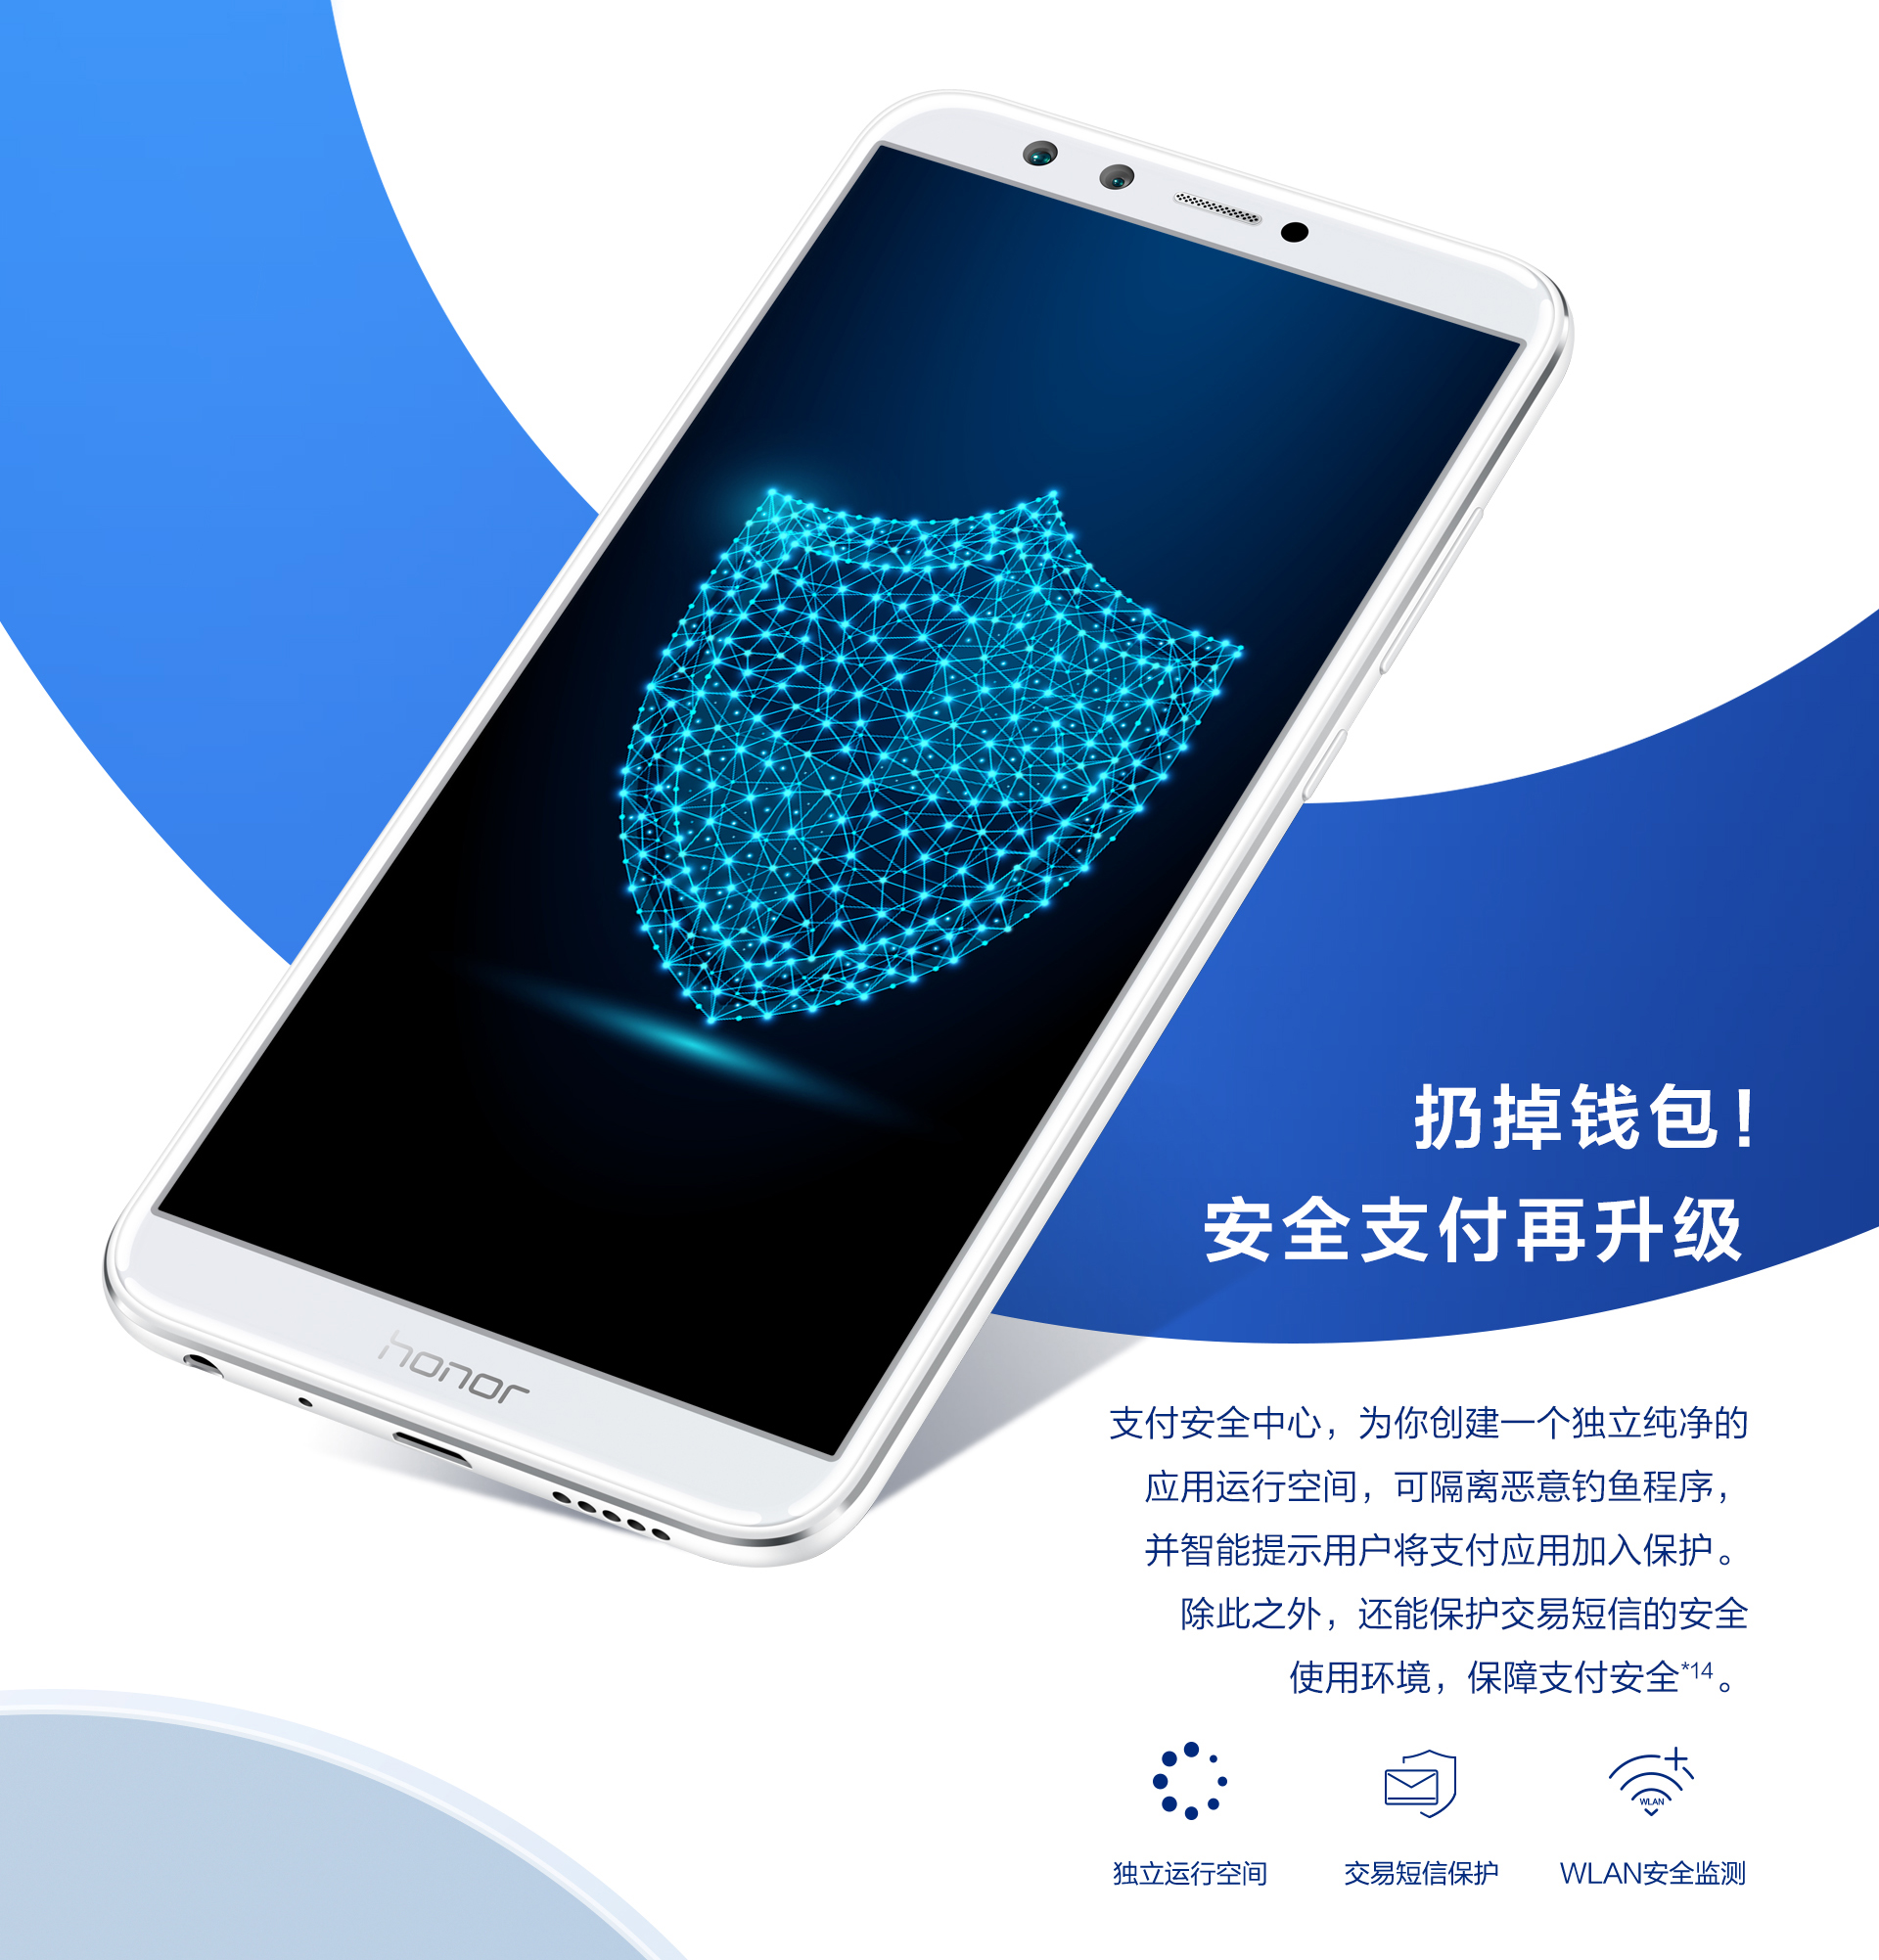 honor
扔掉钱包!
安全支付再升级
支付安全中心，为你创建一个独立纯净的
应用运行空间，可隔离恶意钓鱼程序，
并智能提示用户将支付应用加入保护。
除此之外，还能保护交易短信的安全
使用环境，保障支付安全*14。
WLAN
独立运行空间
交易短信保护
WLAN安全监测